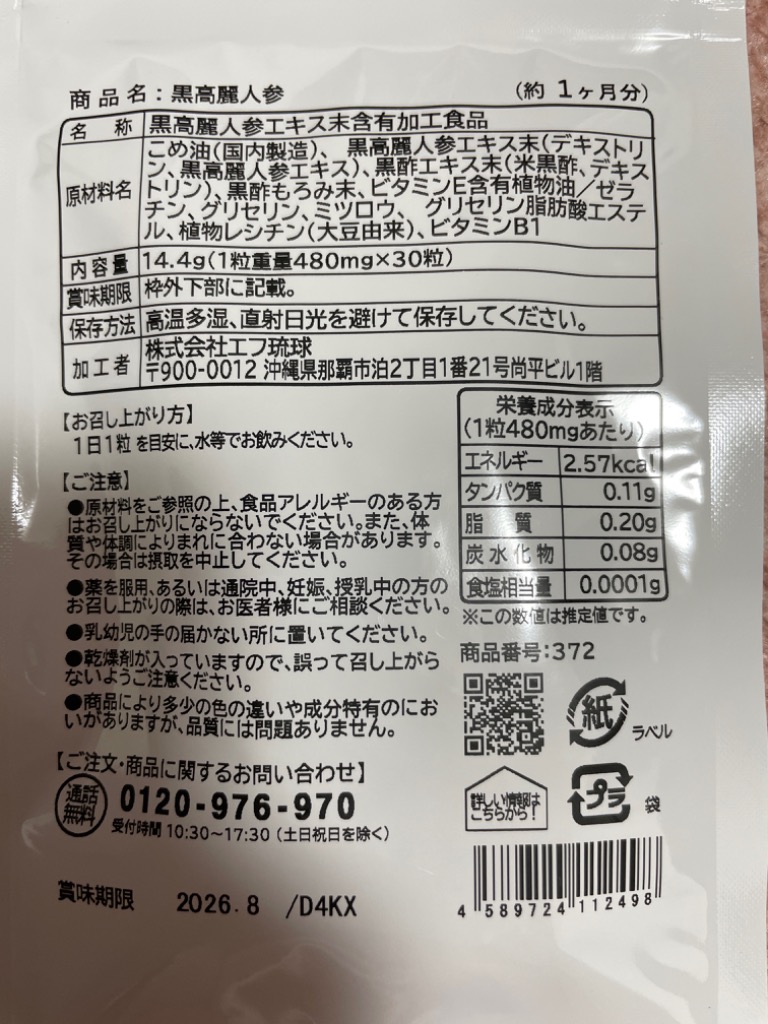 商品名：黒高麗人参 (約1ヶ月分)
名称 黒高麗人参エキス末含有加工食品
原材料名 こめ油(国内製造)、黒高麗人参エキス末(デキストリ
ン、黒高麗人参エキス)、黒酢エキス末(米黒酢、デキス
トリン)、黒酢もろみ末、ビタミンE含有植物油／ゼラ
チン、グリセリン、ミツロウ、グリセリン脂肪酸エステ
ル、植物レシチン(大豆由来)、ビタミンB1
内容量 14.4g(1粒重量480mg×30粒)
賞味期限 枠外下部に記載。
保存方法 高温多湿、直射日光を避けて保存してください。
加工者 株式会社エフ琉球
〒900-0012 沖縄県那覇市泊2丁目1番21号尚平ビル1階
【お召し上がり方】
1日1粒を目安に、水等でお飲みください。
【ご注意】
●原材料をご参照の上、食品アレルギーのある方
はお召し上がりにならないでください。また、体
質や体調によりまれに合わない場合があります。
その場合は摂取を中止してください。
●薬を服用、あるいは通院中、妊娠、授乳中の方の
お召し上がりの際は、お医者様にご相談ください。
●乳幼児の手の届かない所に置いてください。
●乾燥剤が入っていますので、誤って召し上がら
ないようご注意ください。
●商品により多少の色の違いや成分特有のにお
いがありますが、品質には問題ありません。
【ご注文・商品に関するお問い合わせ】
通話無料 0120-976-970
受付時間 10:30～17:30 (土日祝日を除く)
賞味期限 2026.8 /D4KX
栄養成分表示
(1粒480mgあたり)
エネルギー 2.57kcal
タンパク質 0.11g
脂質 0.20g
炭水化物 0.08g
食塩相当量 0.0001g
※この数値は推定値です。
商品番号:372
紙 ラベル
詳しい情報は
こちらから！
プラ 袋
4 589724 112498